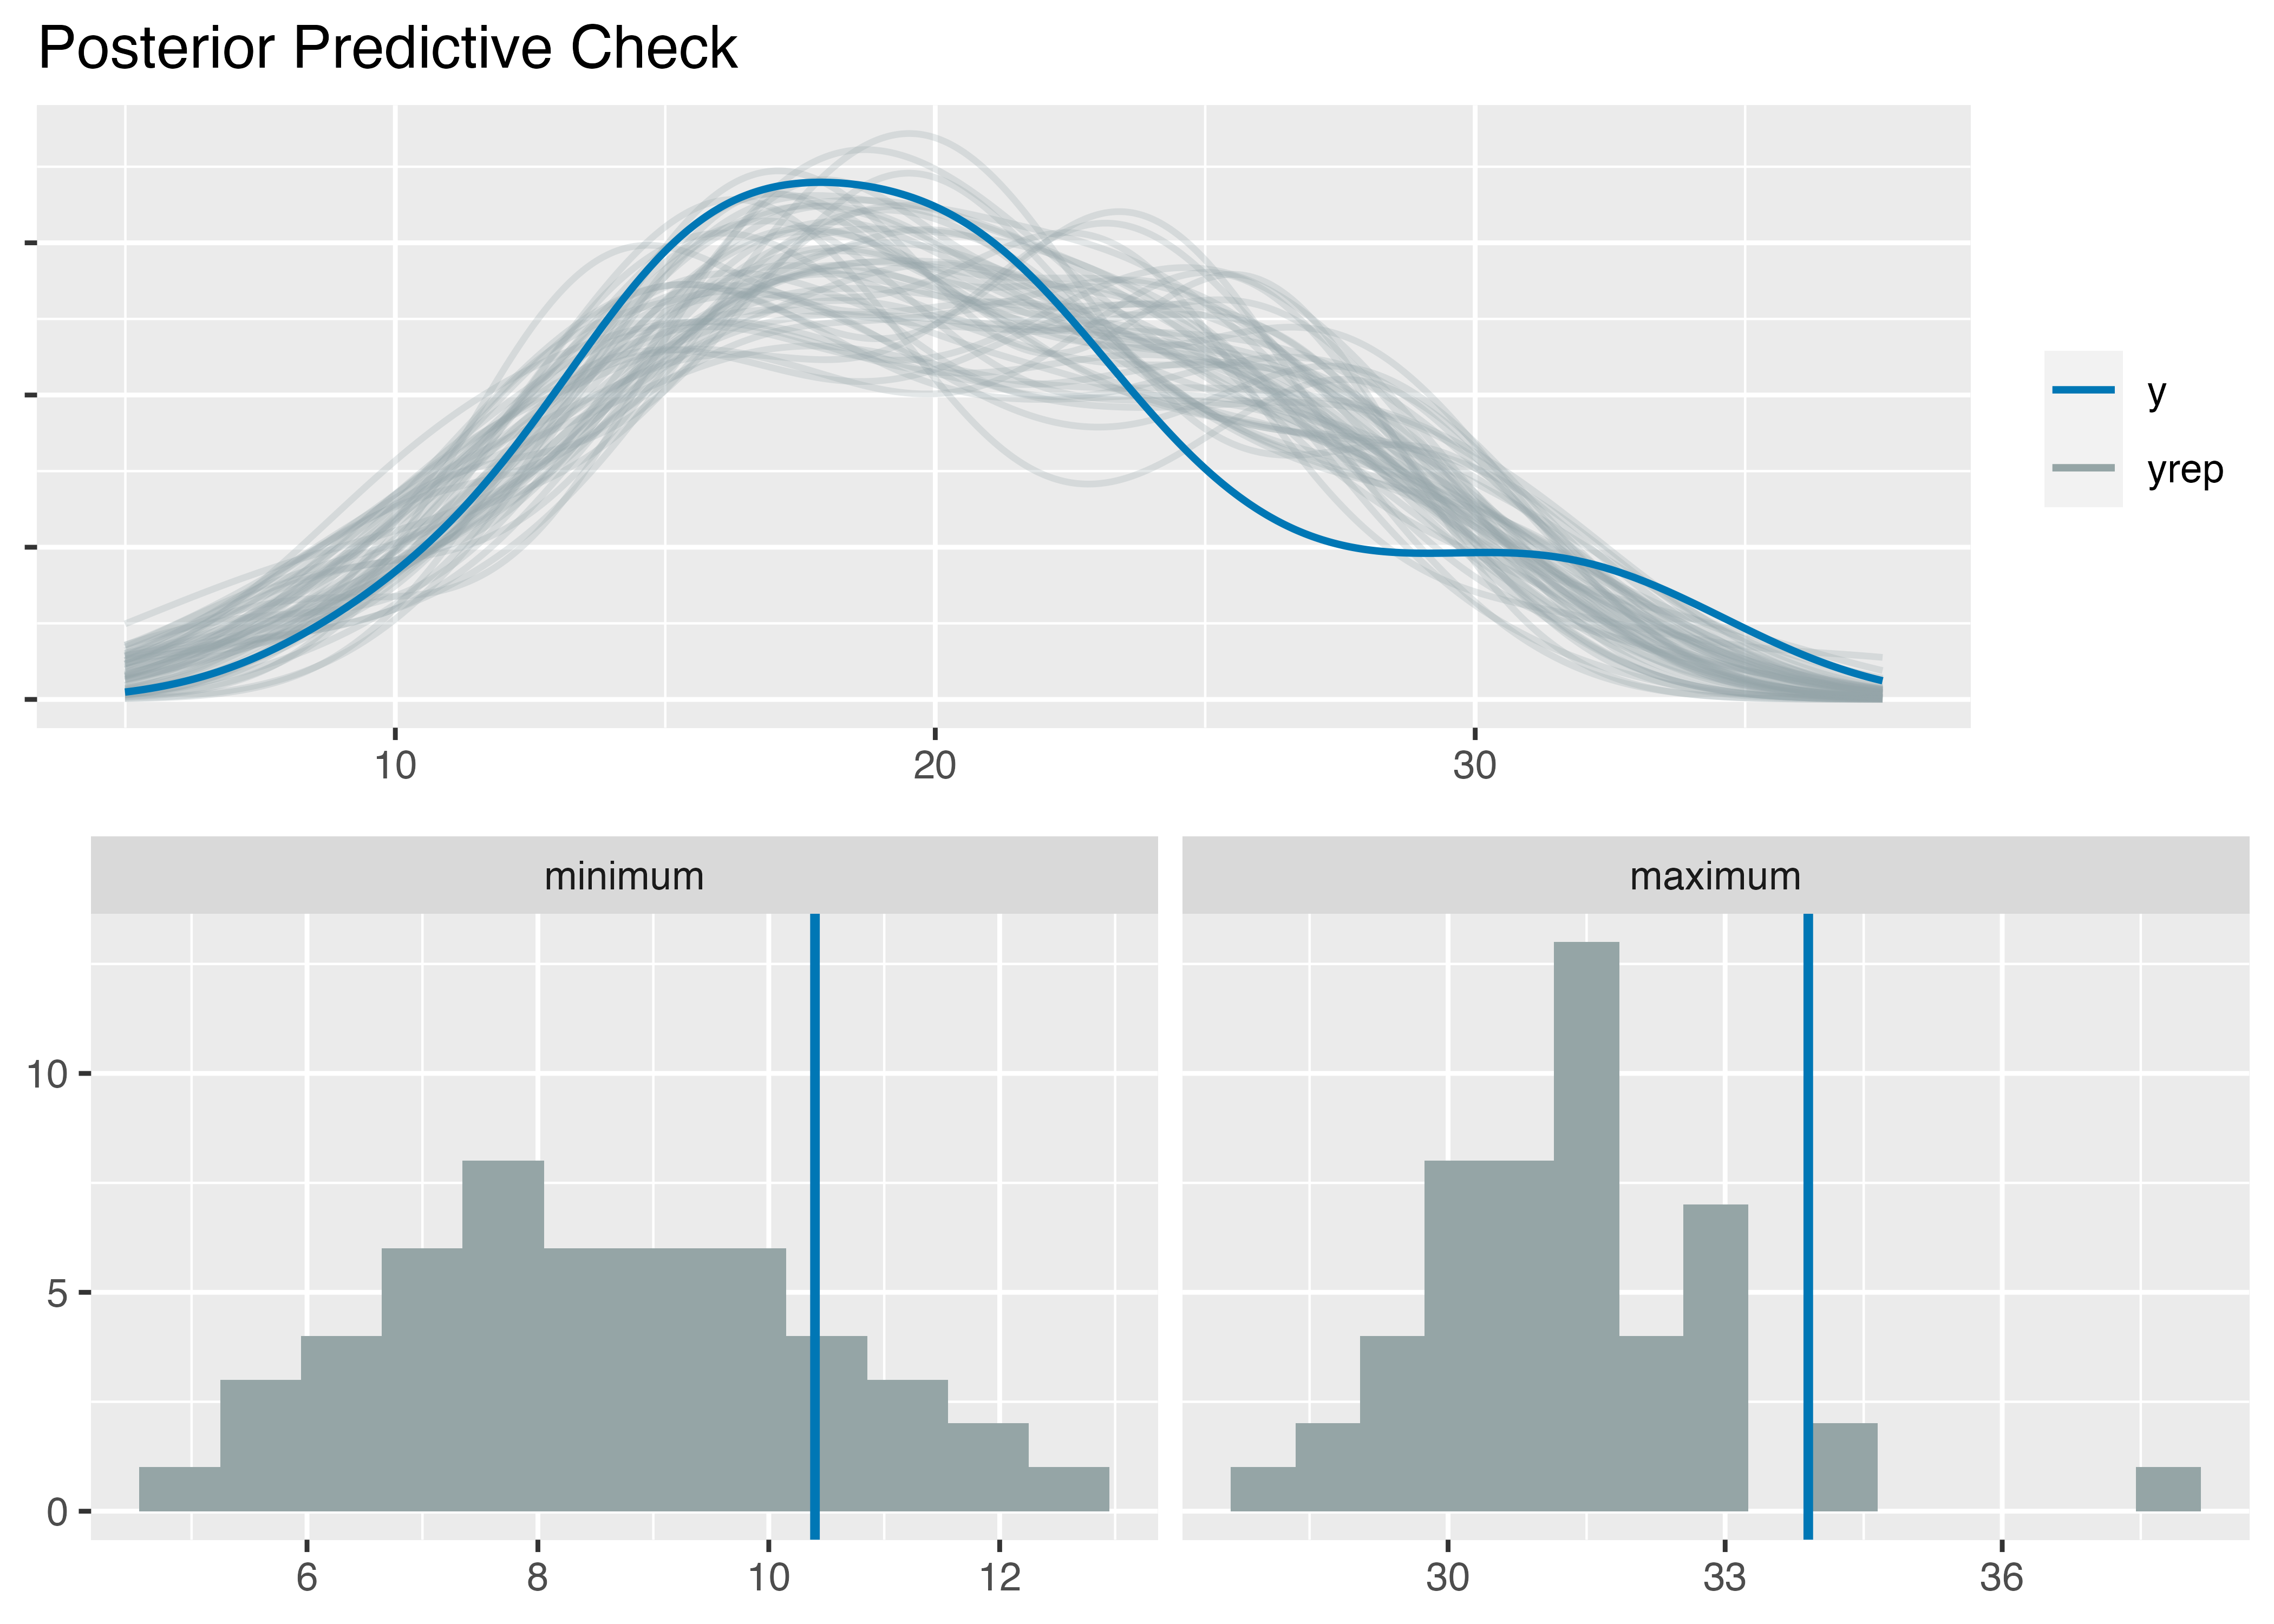 Posterior Predictive Check
y
yrep
10 20 30
minimum maximum
10
5
0
6 8 10 12 30 33 36